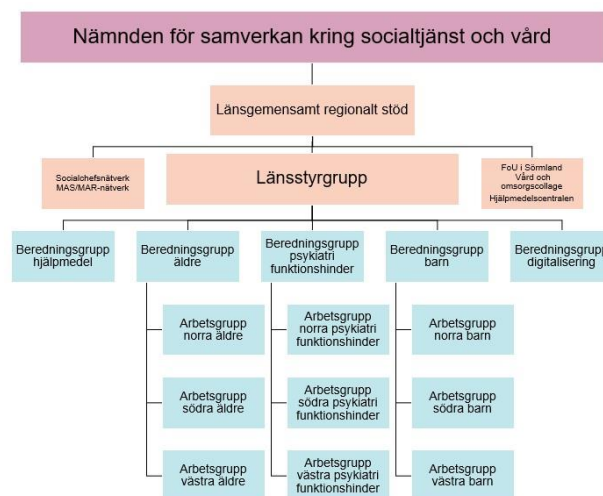 Nämnden för samverkan kring socialtjänst och vård
Länsgemensamt regionalt stöd
Socialchefsnätverk
MAS/MAR-nätverk
Länsstyrgrupp
FoU i Sörmland
Vård och
omsorgscollage
Hjälpmedelscentralen
Beredningsgrupp
hjälpmedel
Beredningsgrupp
äldre
Beredningsgrupp
psykiatri
funktionshinder
Beredningsgrupp
barn
Beredningsgrupp
digitalisering
Arbetsgrupp
norra äldre
Arbetsgrupp
norra psykiatri
funktionshinder
Arbetsgrupp
norra barn
Arbetsgrupp
södra äldre
Arbetsgrupp
södra psykiatri
funktionshinder
Arbetsgrupp
södra barn
Arbetsgrupp
västra äldre
Arbetsgrupp
västra psykiatri
funktionshinder
Arbetsgrupp
västra barn